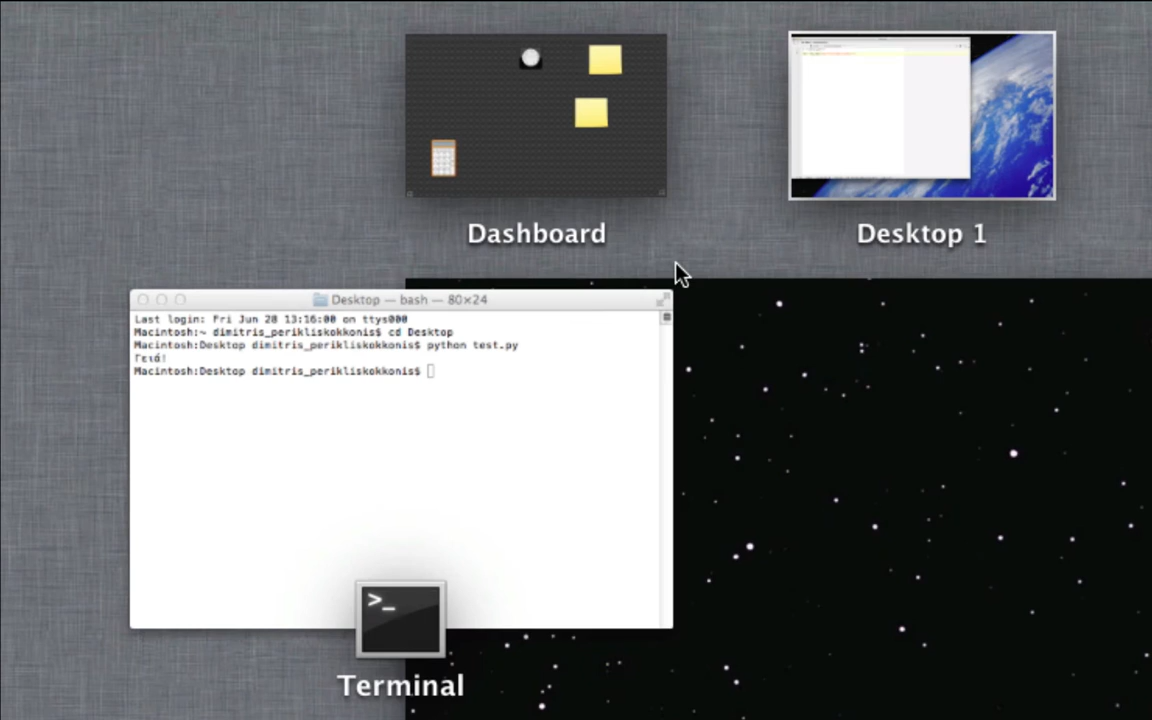 Dashboard
Desktop 1
Desktop — bash — 80×24
Last login: Fri Jun 28 13:16:00 on ttys000
Macintosh:~ dimitris_perikliskokkonis$ cd Desktop
Macintosh:Desktop dimitris_perikliskokkonis$ python test.py
Γειά!
Macintosh:Desktop dimitris_perikliskokkonis$
>_
Terminal